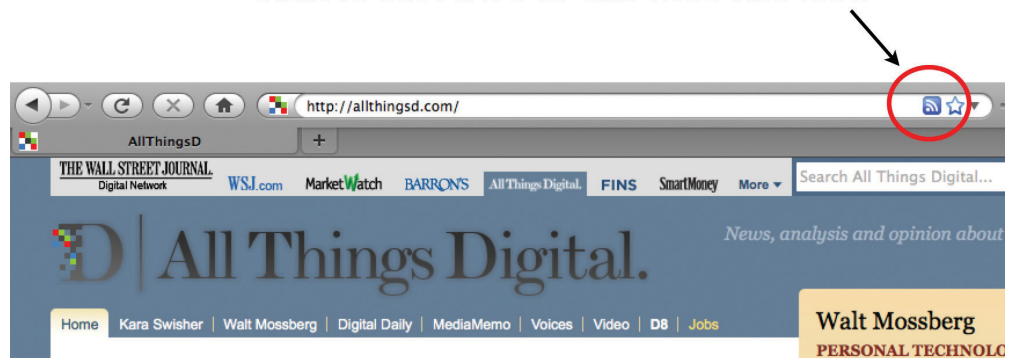 http://allthingsd.com/
AllThingsD
THE WALL STREET JOURNAL.
Digital Network
WSJ.com MarketWatch BARRON'S All Things Digital. FINS SmartMoney More
Search All Things Digital...
D All Things Digital.
News, analysis and opinion about
Home Kara Swisher | Walt Mossberg | Digital Daily | MediaMemo | Voices | Video | D8 | Jobs
Walt Mossberg
PERSONAL TECHNOLO